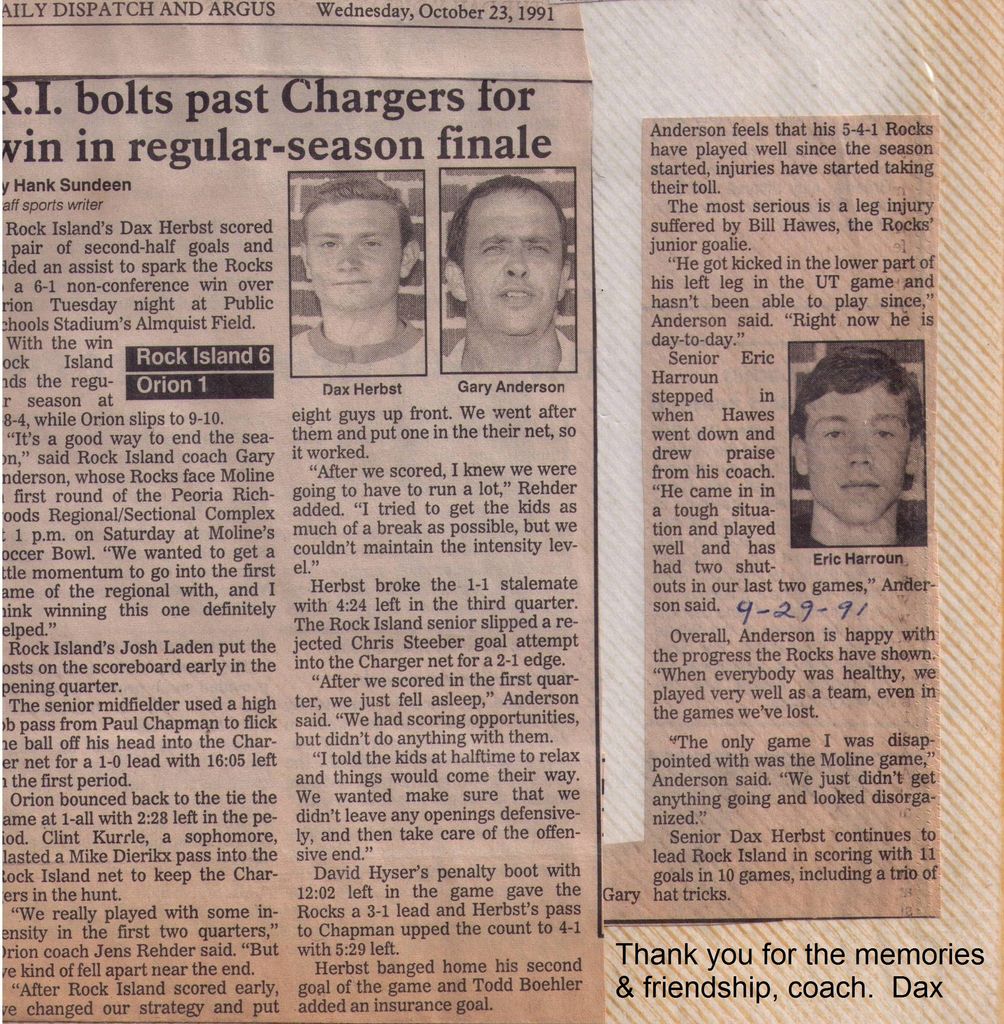 AILY DISPATCH AND ARGUS Wednesday, October 23, 1991
R.I. bolts past Chargers for
win in regular-season finale
y Hank Sundeen
aff sports writer
Rock Island's Dax Herbst scored
pair of second-half goals and
dded an assist to spark the Rocks
a 6-1 non-conference win over
rion Tuesday night at Public
chools Stadium's Almquist Field.
With the win
ock Island
nds the regu-
r season at
8-4, while Orion slips to 9-10.
Rock Island 6
Orion 1
"It's a good way to end the sea-
on," said Rock Island coach Gary
nderson, whose Rocks face Moline
first round of the Peoria Rich-
oods Regional/Sectional Complex
t 1 p.m. on Saturday at Moline's
occer Bowl. "We wanted to get a
ttle momentum to go into the first
ame of the regional with, and I
ink winning this one definitely
elped."
Rock Island's Josh Laden put the
osts on the scoreboard early in the
pening quarter.
The senior midfielder used a high
ob pass from Paul Chapman to flick
he ball off his head into the Char-
er net for a 1-0 lead with 16:05 left
n the first period.
Orion bounced back to the tie the
ame at 1-all with 2:28 left in the pe-
iod. Clint Kurrle, a sophomore,
lasted a Mike Dierikx pass into the
Rock Island net to keep the Char-
ers in the hunt.
"We really played with some in-
ensity in the first two quarters,"
Orion coach Jens Rehder said. "But
we kind of fell apart near the end.
"After Rock Island scored early,
we changed our strategy and put
Dax Herbst
Gary Anderson
eight guys up front. We went after
them and put one in the their net, so
it worked.
"After we scored, I knew we were
going to have to run a lot," Rehder
added. "I tried to get the kids as
much of a break as possible, but we
couldn't maintain the intensity lev-
el."
Herbst broke the 1-1 stalemate
with 4:24 left in the third quarter.
The Rock Island senior slipped a re-
jected Chris Steeber goal attempt
into the Charger net for a 2-1 edge.
"After we scored in the first quar-
ter, we just fell asleep," Anderson
said. "We had scoring opportunities,
but didn't do anything with them.
"I told the kids at halftime to relax
and things would come their way.
We wanted make sure that we
didn't leave any openings defensive-
ly, and then take care of the offen-
sive end."
David Hyser's penalty boot with
12:02 left in the game gave the
Rocks a 3-1 lead and Herbst's pass
to Chapman upped the count to 4-1
with 5:29 left.
Herbst banged home his second
goal of the game and Todd Boehler
added an insurance goal.
Anderson feels that his 5-4-1 Rocks
have played well since the season
started, injuries have started taking
their toll.
The most serious is a leg injury
suffered by Bill Hawes, the Rocks'
junior goalie.
"He got kicked in the lower part of
his left leg in the UT game and
hasn't been able to play since,"
Anderson said. "Right now he is
day-to-day."
Senior Eric
Harroun
stepped in
when Hawes
went down and
drew praise
from his coach.
"He came in in
a tough situa-
tion and played
well and has
had two shut-
outs in our last two games," Ander-
son said. 9-29-91
Eric Harroun
Overall, Anderson is happy with
the progress the Rocks have shown.
"When everybody was healthy, we
played very well as a team, even in
the games we've lost.
"The only game I was disap-
pointed with was the Moline game,"
Anderson said. "We just didn't get
anything going and looked disorga-
nized."
Senior Dax Herbst continues to
lead Rock Island in scoring with 11
goals in 10 games, including a trio of
hat tricks.
Gary
Thank you for the memories
& friendship, coach. Dax